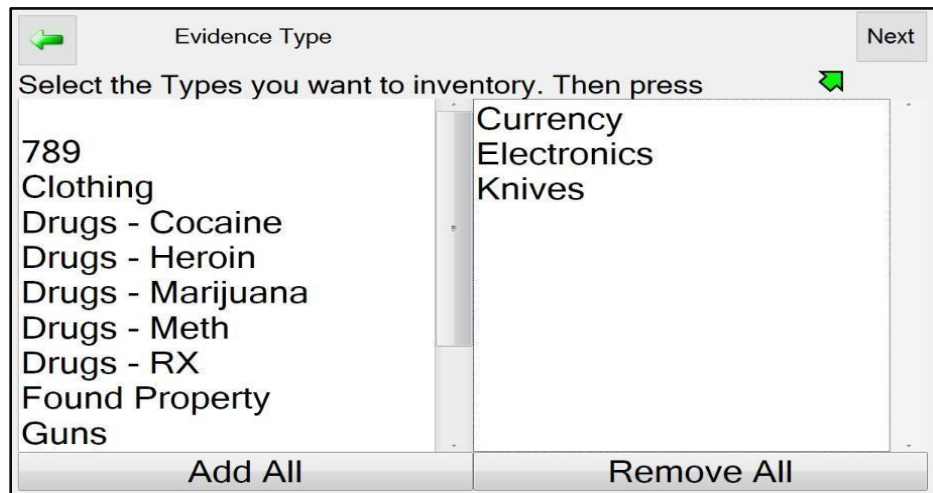 Evidence Type
Next
Select the Types you want to inventory. Then press
789
Clothing
Drugs - Cocaine
Drugs - Heroin
Drugs - Marijuana
Drugs - Meth
Drugs - RX
Found Property
Guns
Currency
Electronics
Knives
Add All
Remove All